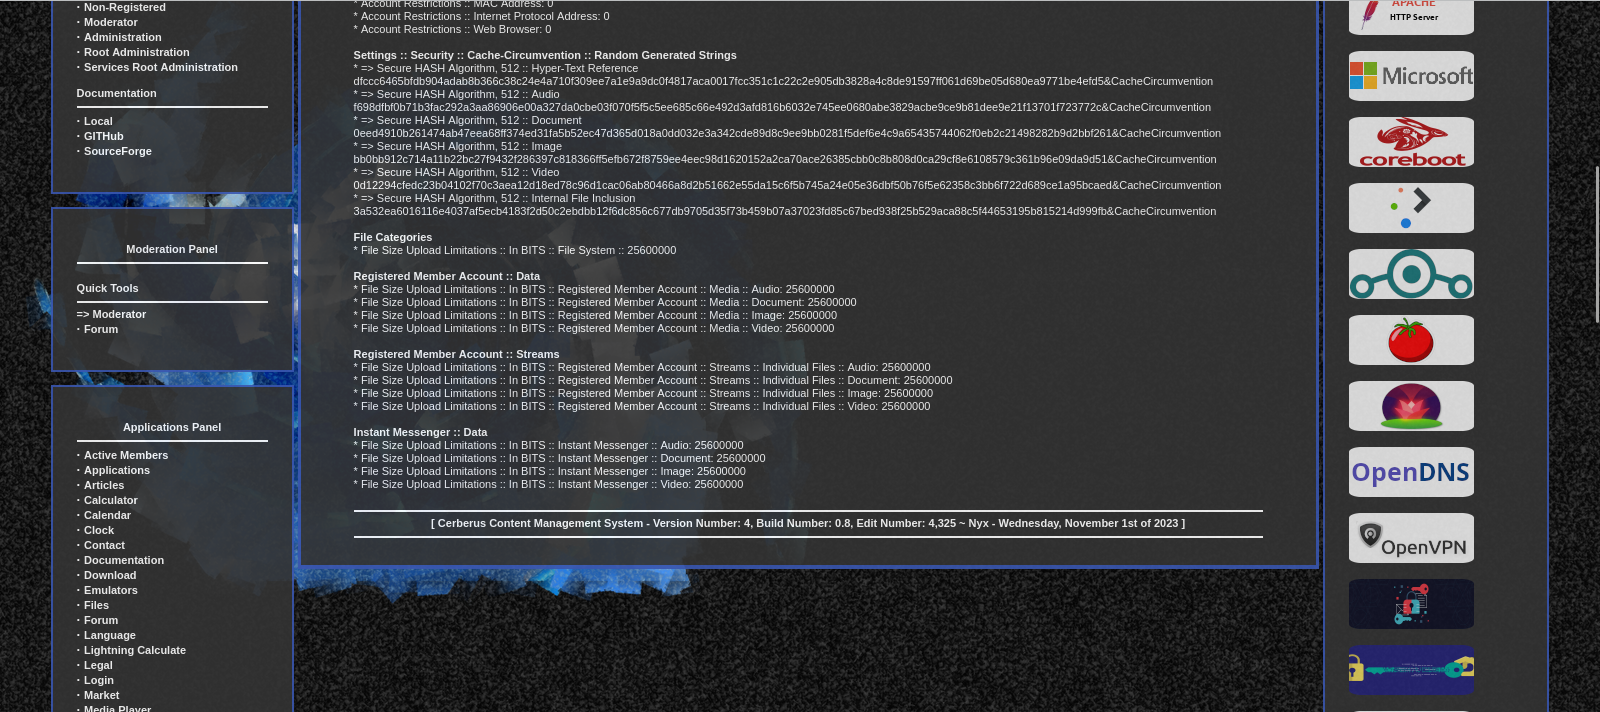 · Non-Registered
· Moderator
· Administration
· Root Administration
· Services Root Administration
Documentation
· Local
· GITHub
· SourceForge
Moderation Panel
Quick Tools
=> Moderator
· Forum
Applications Panel
· Active Members
· Applications
· Articles
· Calculator
· Calendar
· Clock
· Contact
· Documentation
· Download
· Emulators
· Files
· Forum
· Language
· Lightning Calculate
· Legal
· Login
· Market
· Media Player
* Account Restrictions :: MAC Address: 0
* Account Restrictions :: Internet Protocol Address: 0
* Account Restrictions :: Web Browser: 0
Settings :: Security :: Cache-Circumvention :: Random Generated Strings
* => Secure HASH Algorithm, 512 :: Hyper-Text Reference
dfccc6465bfdb904adab8b366c38c24e4a710f309ee7a1e9a9dc0f4817aca0017fcc351c1c22c2e905db3828a4c8de91597ff061d69be05d680ea9771be4efd5&CacheCircumvention
* => Secure HASH Algorithm, 512 :: Audio
f698dfbf0b71b3fac292a3aa86906e00a327da0cbe03f070f5f5c5ee685c66e492d3afd816b6032e745ee0680abe3829acbe9ce9b81dee9e21f13701f723772c&CacheCircumvention
* => Secure HASH Algorithm, 512 :: Document
0eed4910b261474ab47eea68ff374ed31fa5b52ec47d365d018a0dd032e3a342cde89d8c9ee9bb0281f5def6e4c9a65435744062f0eb2c21498282b9d2bbf261&CacheCircumvention
* => Secure HASH Algorithm, 512 :: Image
bb0bb912c714a11b22bc27f9432f286397c818366ff5efb672f8759ee4eec98d1620152a2ca70ace26385cbb0c8b808d0ca29cf8e6108579c361b96e09da9d51&CacheCircumvention
* => Secure HASH Algorithm, 512 :: Video
0d12294cfedc23b04102f70c3aea12d18ed78c96d1cac06ab80466a8d2b51662e55da15c6f5b745a24e05e36dbf50b76f5e62358c3bb6f722d689ce1a95bcaed&CacheCircumvention
* => Secure HASH Algorithm, 512 :: Internal File Inclusion
3a532ea6016116e4037af5ecb4183f2d50c2ebdbb12f6dc856c677db9705d35f73b459b07a37023fd85c67bed938f25b529aca88c5f44653195b815214d999fb&CacheCircumvention
File Categories
* File Size Upload Limitations :: In BITS :: File System :: 25600000
Registered Member Account :: Data
* File Size Upload Limitations :: In BITS :: Registered Member Account :: Media :: Audio: 25600000
* File Size Upload Limitations :: In BITS :: Registered Member Account :: Media :: Document: 25600000
* File Size Upload Limitations :: In BITS :: Registered Member Account :: Media :: Image: 25600000
* File Size Upload Limitations :: In BITS :: Registered Member Account :: Media :: Video: 25600000
Registered Member Account :: Streams
* File Size Upload Limitations :: In BITS :: Registered Member Account :: Streams :: Individual Files :: Audio: 25600000
* File Size Upload Limitations :: In BITS :: Registered Member Account :: Streams :: Individual Files :: Document: 25600000
* File Size Upload Limitations :: In BITS :: Registered Member Account :: Streams :: Individual Files :: Image: 25600000
* File Size Upload Limitations :: In BITS :: Registered Member Account :: Streams :: Individual Files :: Video: 25600000
Instant Messenger :: Data
* File Size Upload Limitations :: In BITS :: Instant Messenger :: Audio: 25600000
* File Size Upload Limitations :: In BITS :: Instant Messenger :: Document: 25600000
* File Size Upload Limitations :: In BITS :: Instant Messenger :: Image: 25600000
* File Size Upload Limitations :: In BITS :: Instant Messenger :: Video: 25600000
[ Cerberus Content Management System - Version Number: 4, Build Number: 0.8, Edit Number: 4,325 ~ Nyx - Wednesday, November 1st of 2023 ]
APACHE
HTTP Server
Microsoft
coreboot
OpenDNS
OpenVPN